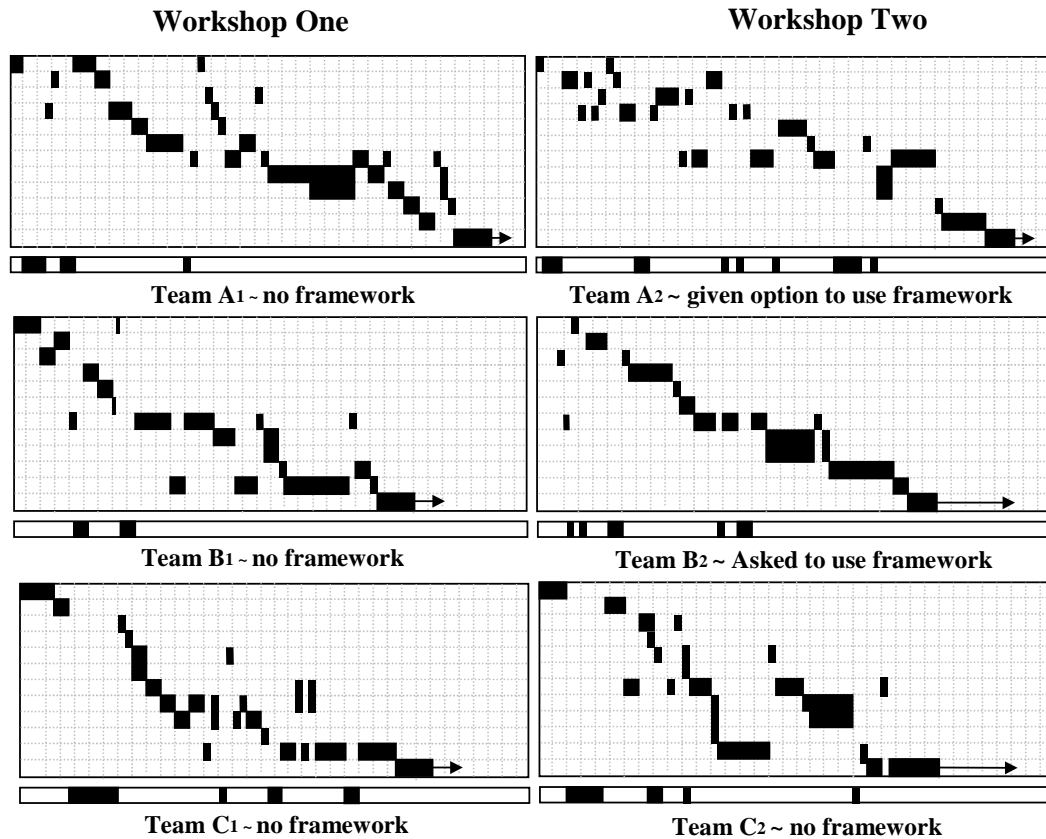 Workshop One
Workshop Two
Team A1 ~ no framework
Team A2 ~ given option to use framework
Team B1 ~ no framework
Team B2 ~ Asked to use framework
Team C1 ~ no framework
Team C2 ~ no framework